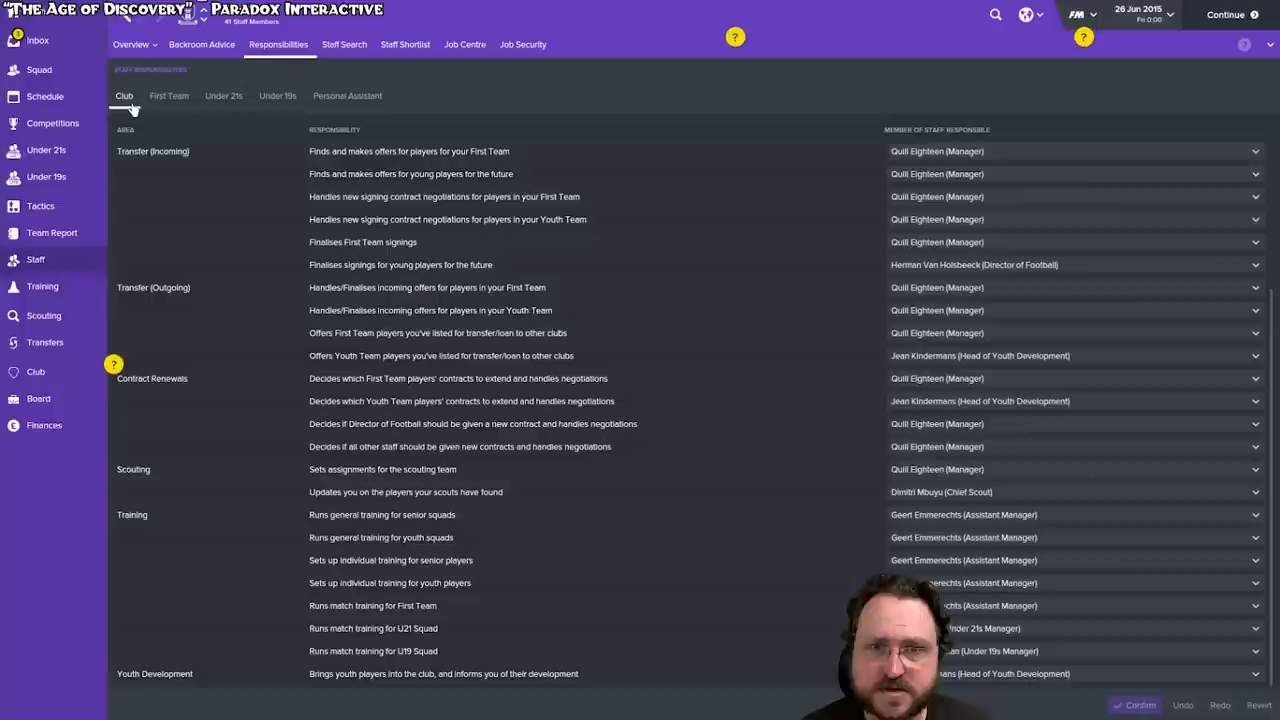 "The Age of Discovery" - Paradox Interactive
41 Staff Members
FM
26 Jun 2015
Fri 0:00
Continue
Inbox
Squad
Schedule
Competitions
Under 21s
Under 19s
Tactics
Team Report
Staff
Training
Scouting
Transfers
Club
Board
Finances
Overview
Backroom Advice
Responsibilities
Staff Search
Staff Shortlist
Job Centre
Job Security
?
?
?
STAFF RESPONSIBILITIES
Club
First Team
Under 21s
Under 19s
Personal Assistant
AREA RESPONSIBILITY MEMBER OF STAFF RESPONSIBLE
Transfer (Incoming) Finds and makes offers for players for your First Team Quill Eighteen (Manager)
Finds and makes offers for young players for the future Quill Eighteen (Manager)
Handles new signing contract negotiations for players in your First Team Quill Eighteen (Manager)
Handles new signing contract negotiations for players in your Youth Team Quill Eighteen (Manager)
Finalises First Team signings Quill Eighteen (Manager)
Finalises signings for young players for the future Herman Van Holsbeeck (Director of Football)
Transfer (Outgoing) Handles/Finalises incoming offers for players in your First Team Quill Eighteen (Manager)
Handles/Finalises incoming offers for players in your Youth Team Quill Eighteen (Manager)
Offers First Team players you've listed for transfer/loan to other clubs Quill Eighteen (Manager)
Offers Youth Team players you've listed for transfer/loan to other clubs Jean Kindermans (Head of Youth Development)
?
Contract Renewals Decides which First Team players' contracts to extend and handles negotiations Quill Eighteen (Manager)
Decides which Youth Team players' contracts to extend and handles negotiations Jean Kindermans (Head of Youth Development)
Decides if Director of Football should be given a new contract and handles negotiations Quill Eighteen (Manager)
Decides if all other staff should be given new contracts and handles negotiations Quill Eighteen (Manager)
Scouting Sets assignments for the scouting team Quill Eighteen (Manager)
Updates you on the players your scouts have found Dimitri Mbuyu (Chief Scout)
Training Runs general training for senior squads Geert Emmerechts (Assistant Manager)
Runs general training for youth squads Geert Emmerechts (Assistant Manager)
Sets up individual training for senior players Geert Emmerechts (Assistant Manager)
Sets up individual training for youth players (Assistant Manager)
Runs match training for First Team (Assistant Manager)
Runs match training for U21 Squad 21s Manager)
Runs match training for U19 Squad (Under 19s Manager)
Youth Development Brings youth players into the club, and informs you of their development (Head of Youth Development)
Confirm
Undo
Redo
Revert